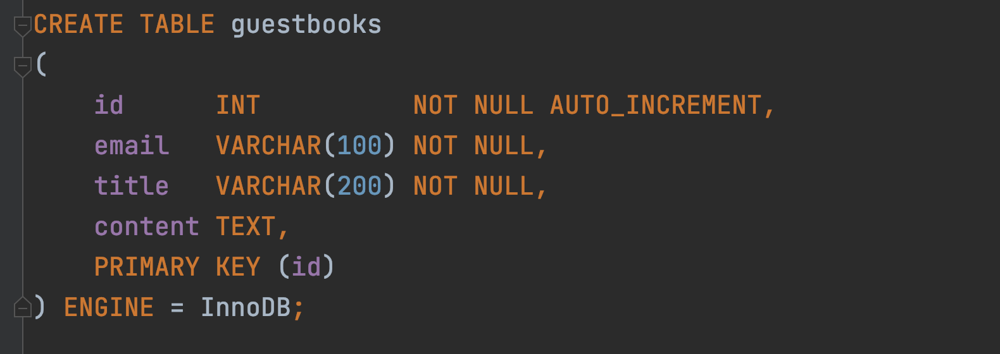 CREATE TABLE guestbooks
(
    id      INT          NOT NULL AUTO_INCREMENT,
    email   VARCHAR(100) NOT NULL,
    title   VARCHAR(200) NOT NULL,
    content TEXT,
    PRIMARY KEY (id)
) ENGINE = InnoDB;